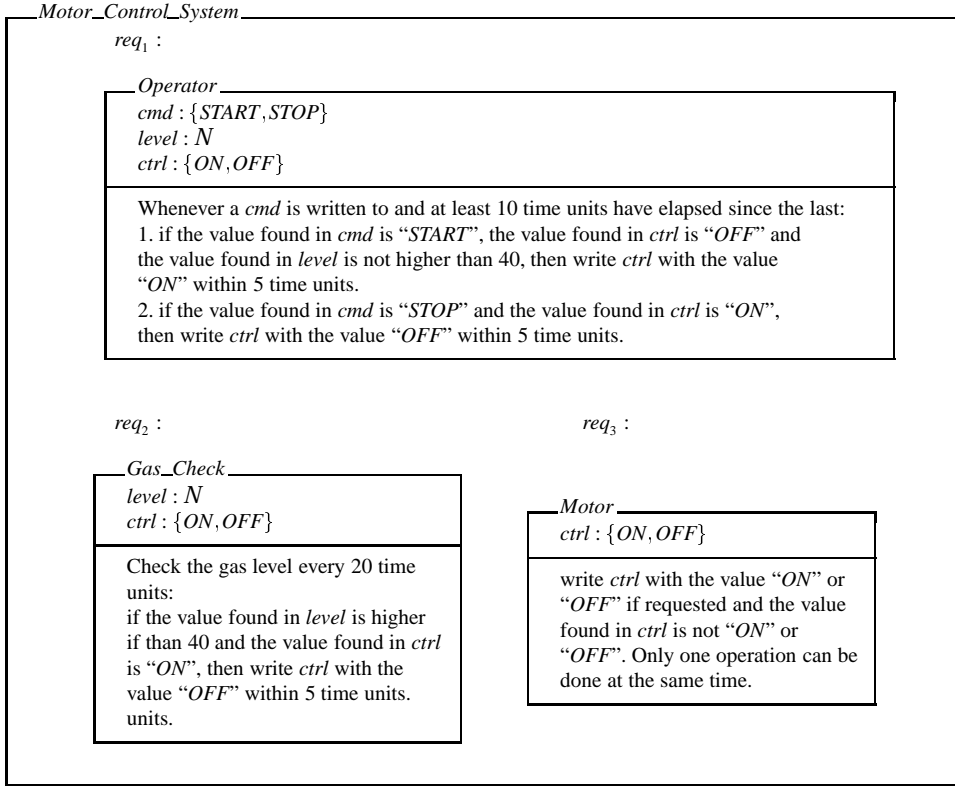 Motor_Control_System
req1 :
Operator
cmd : {START,STOP}
level : N
ctrl : {ON,OFF}
Whenever a cmd is written to and at least 10 time units have elapsed since the last:
1. if the value found in cmd is “START”, the value found in ctrl is “OFF” and
the value found in level is not higher than 40, then write ctrl with the value
“ON” within 5 time units.
2. if the value found in cmd is “STOP” and the value found in ctrl is “ON”,
then write ctrl with the value “OFF” within 5 time units.
req2 :
Gas_Check
level : N
ctrl : {ON,OFF}
Check the gas level every 20 time
units:
if the value found in level is higher
if than 40 and the value found in ctrl
is “ON”, then write ctrl with the
value “OFF” within 5 time units.
units.
req3 :
Motor
ctrl : {ON,OFF}
write ctrl with the value “ON” or
“OFF” if requested and the value
found in ctrl is not “ON” or
“OFF”. Only one operation can be
done at the same time.